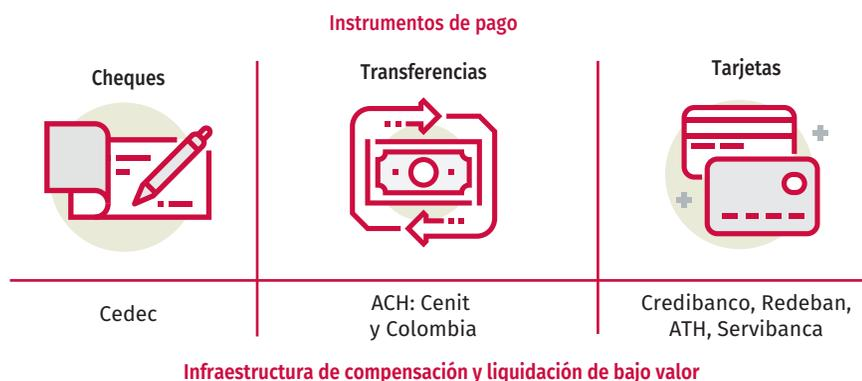 Instrumentos de pago
Cheques
Transferencias
Tarjetas
Cedec
ACH: Cenit
y Colombia
Credibanco, Redeban,
ATH, Servibanca
Infraestructura de compensación y liquidación de bajo valor